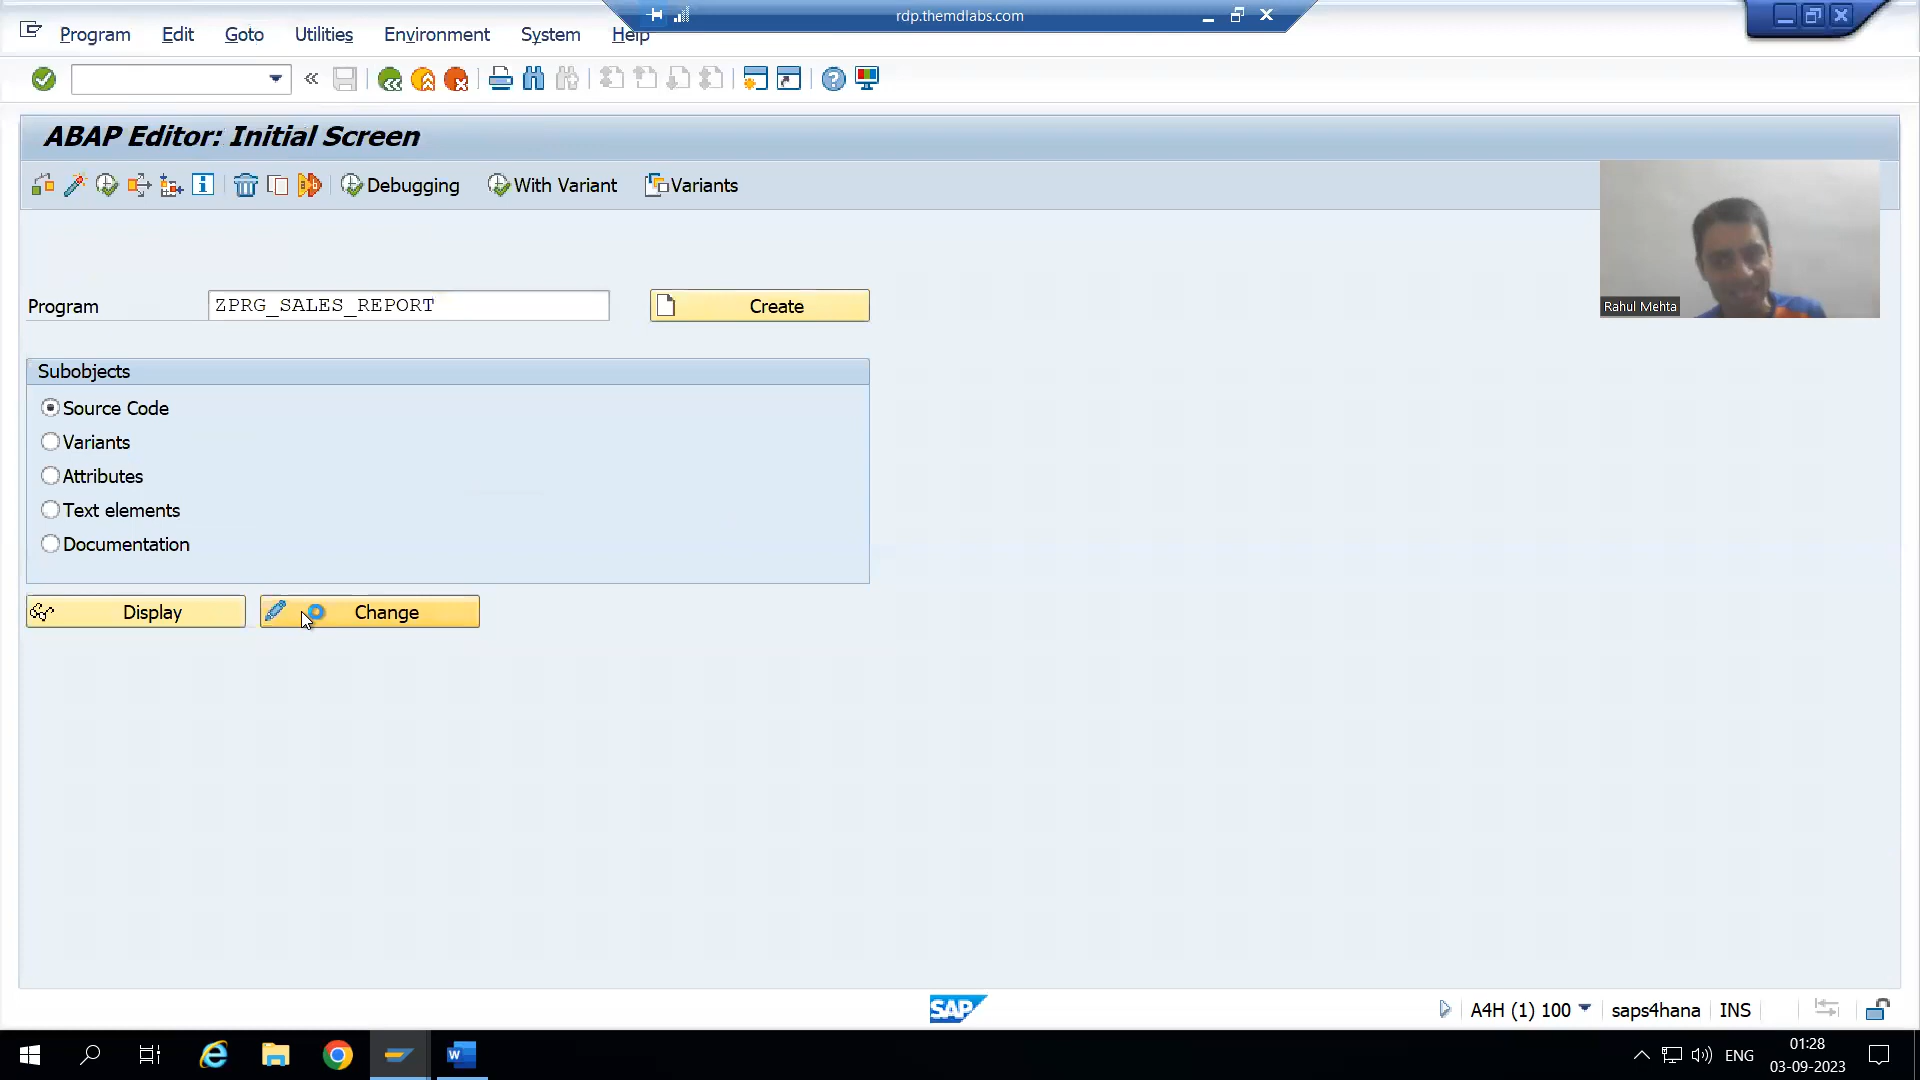 rdp.themdlabs.com
Program Edit Goto Utilities Environment System Help
ABAP Editor: Initial Screen
Debugging With Variant Variants
Rahul Mehta
Program ZPRG_SALES_REPORT Create
Subobjects
Source Code
Variants
Attributes
Text elements
Documentation
Display Change
SAP A4H (1) 100 saps4hana INS
ENG 01:28
03-09-2023